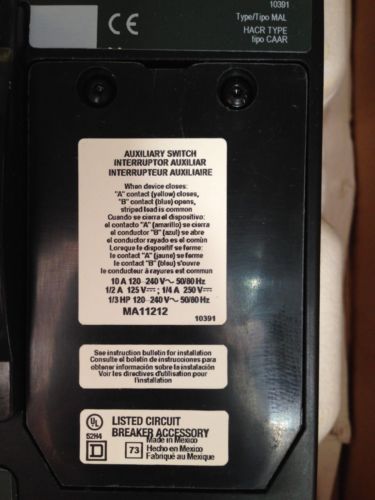 10391
Type/Tipo MAL
HACR TYPE
tipo CAAR
AUXILIARY SWITCH
INTERRUPTOR AUXILIAR
INTERRUPTEUR AUXILIAIRE
When device closes:
"A" contact (yellow) closes,
"B" contact (blue) opens,
striped lead is common
Cuando se cierra el dispositivo:
el contacto "A" (amarillo) se cierra
el conductor "B" (azul) se abre
el conductor rayado es el común
Lorsque le dispositif se ferme:
le contact "A" (jaune) se ferme
le contact "B" (bleu) s'ouvre
le conducteur à rayures est commun
10 A 120-240 V~ 50/60 Hz
1/2 A 125 V⎓; 1/4 A 250 V⎓
1/3 HP 120-240 V~ 50/60 Hz
MA11212
10391
See instruction bulletin for installation
Consulte el boletín de instrucciones para
obtener información sobre la instalación
Voir les directives d'utilisation pour
l'installation
UL
52H4
LISTED CIRCUIT
BREAKER ACCESSORY
D
73
Made in Mexico
Hecho en Mexico
Fabriqué au Mexique